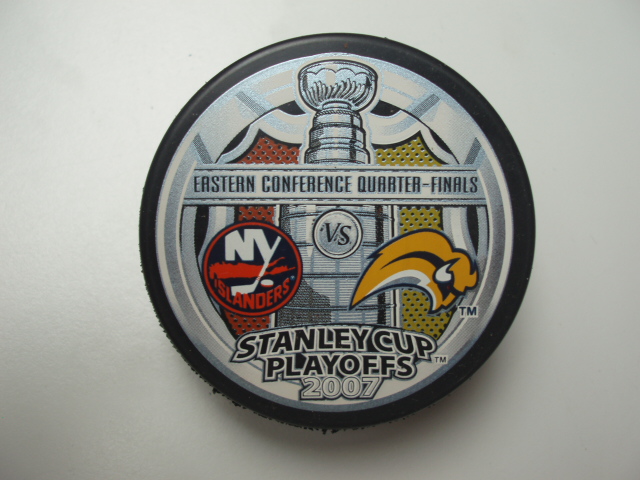 EASTERN CONFERENCE QUARTER-FINALS
VS
NY
ISLANDERS
TM
STANLEY CUP
PLAYOFFS TM
2007